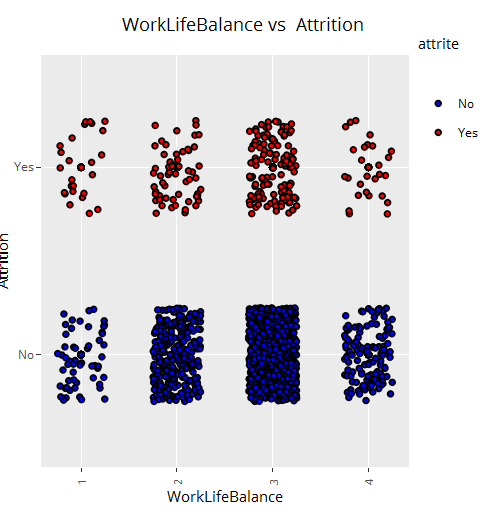 WorkLifeBalance vs  Attrition
attrite
No
Yes
Yes
No
Attrition
1
2
3
4
WorkLifeBalance